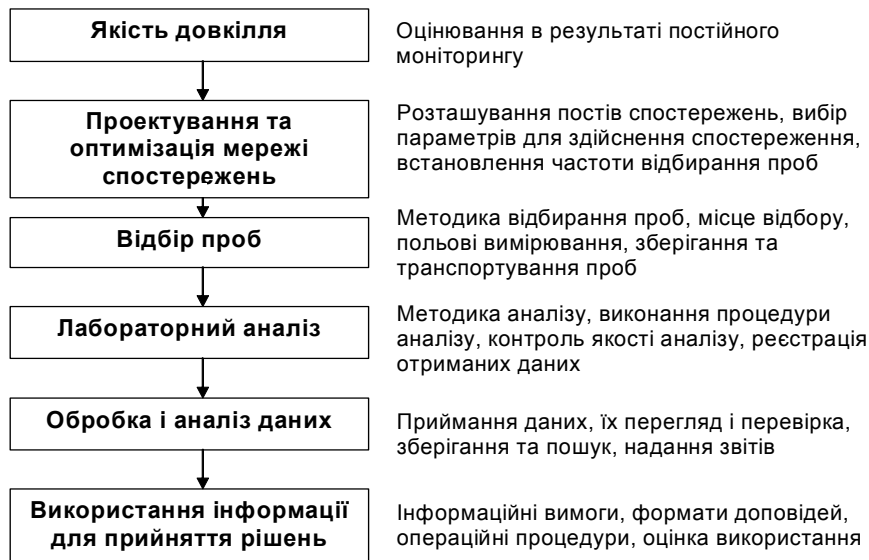 Якість довкілля
Оцінювання в результаті постійного
моніторингу
Проектування та
оптимізація мережі
спостережень
Розташування постів спостережень, вибір
параметрів для здійснення спостереження,
встановлення частоти відбирання проб
Відбір проб
Методика відбирання проб, місце відбору,
польові вимірювання, зберігання та
транспортування проб
Лабораторний аналіз
Методика аналізу, виконання процедури
аналізу, контроль якості аналізу, реєстрація
отриманих даних
Обробка і аналіз даних
Приймання даних, їх перегляд і перевірка,
зберігання та пошук, надання звітів
Використання інформації
для прийняття рішень
Інформаційні вимоги, формати доповідей,
операційні процедури, оцінка використання